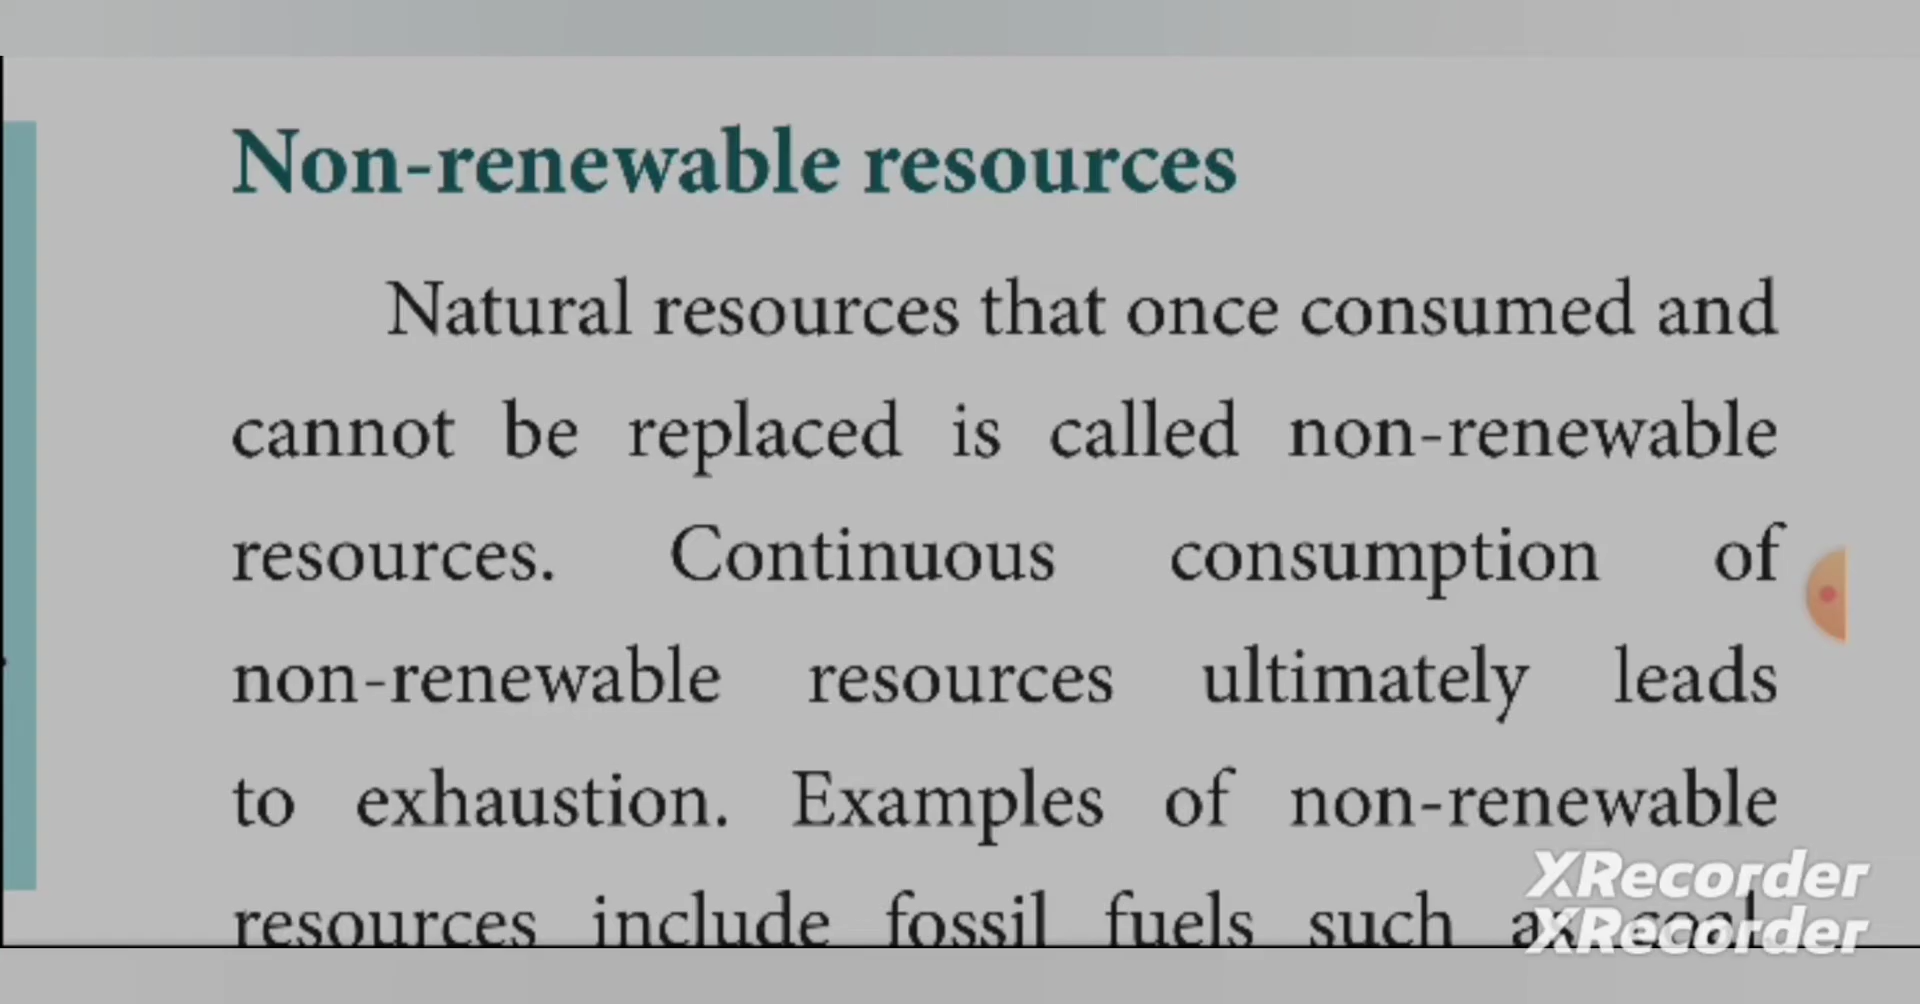 Non-renewable resources
Natural resources that once consumed and
cannot be replaced is called non-renewable
resources. Continuous consumption of
non-renewable resources ultimately leads
to exhaustion. Examples of non-renewable
resources include fossil fuels such as coal,
XRecorder
XRecorder